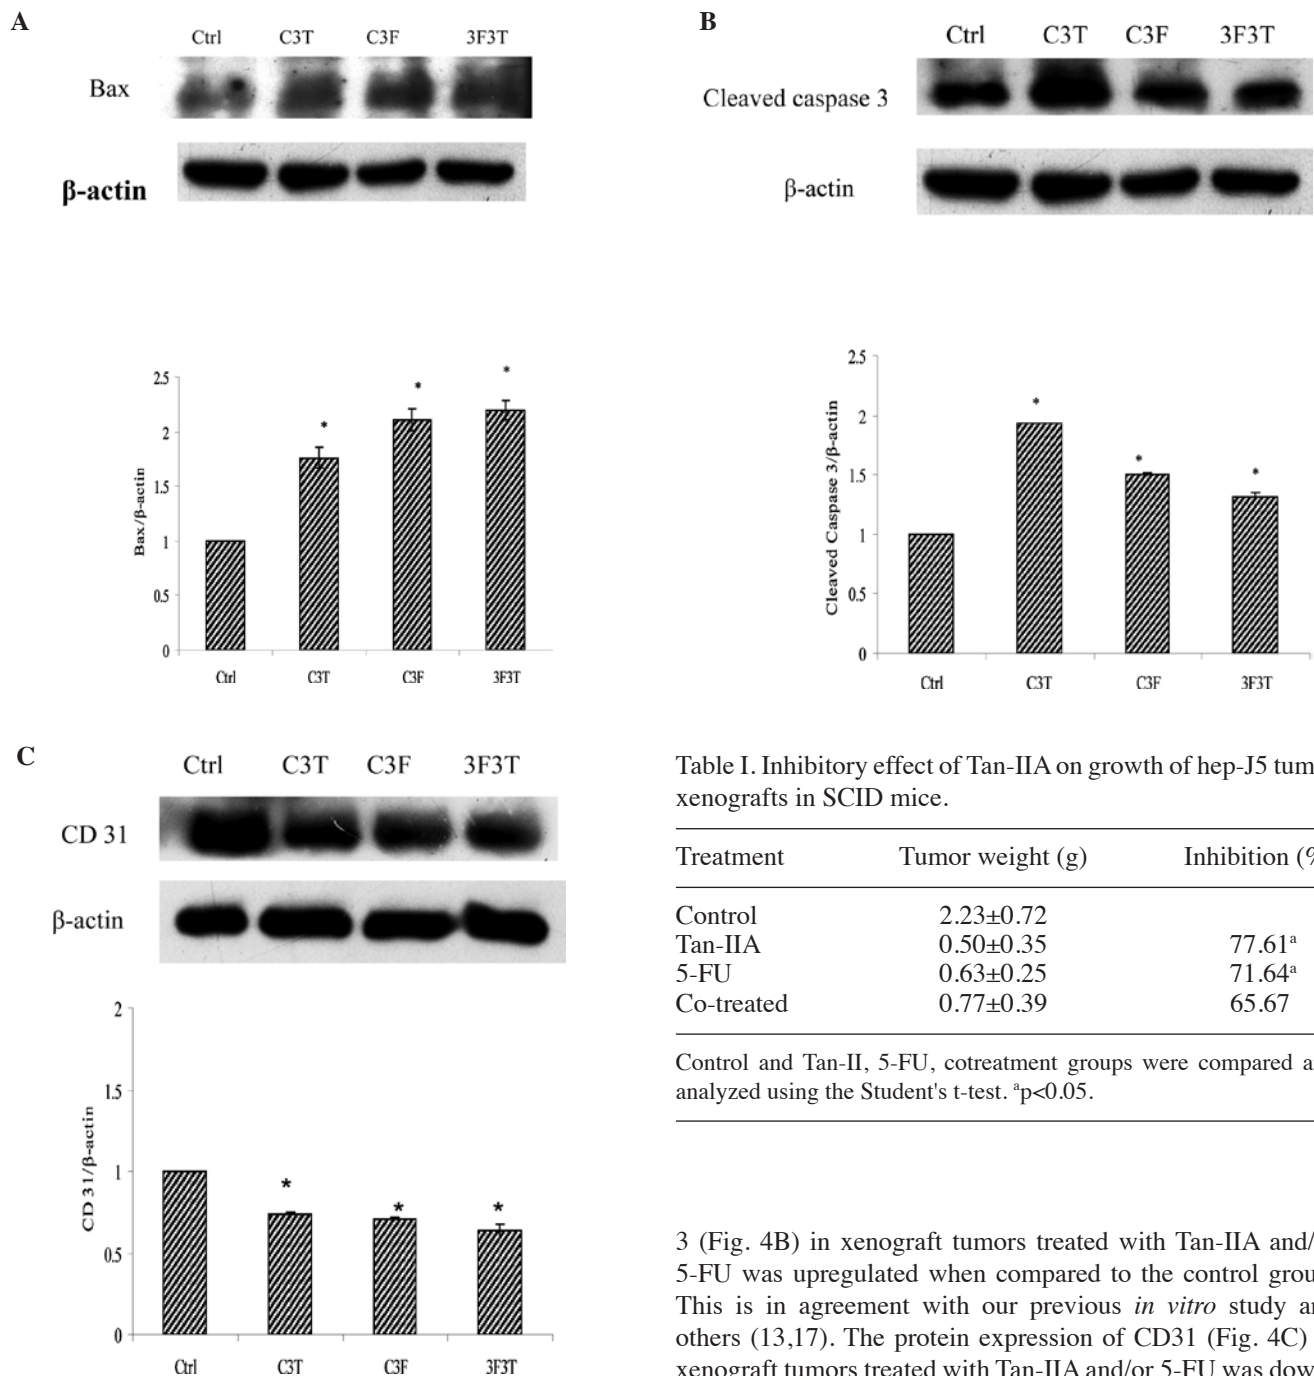 A
Ctrl C3T C3F 3F3T
Bax
β-actin
2.5
2
1.5
1
0.5
0
Bax/β-actin
* * *
Ctrl C3T C3F 3F3T
B
Ctrl C3T C3F 3F3T
Cleaved caspase 3
β-actin
2.5
2
1.5
1
0.5
0
Cleaved Caspase 3/β-actin
* * *
Ctrl C3T C3F 3F3T
C
Ctrl C3T C3F 3F3T
CD 31
β-actin
2
1.5
1
0.5
0
CD 31/β-actin
* * *
Ctrl C3T C3F 3F3T
Table I. Inhibitory effect of Tan-IIA on growth of hep-J5 tum
xenografts in SCID mice.
Treatment Tumor weight (g) Inhibition (%
Control 2.23±0.72
Tan-IIA 0.50±0.35 77.61ᵃ
5-FU 0.63±0.25 71.64ᵃ
Co-treated 0.77±0.39 65.67
Control and Tan-II, 5-FU, cotreatment groups were compared a
analyzed using the Student's t-test. ᵃp<0.05.
3 (Fig. 4B) in xenograft tumors treated with Tan-IIA and/
5-FU was upregulated when compared to the control grou
This is in agreement with our previous in vitro study a
others (13,17). The protein expression of CD31 (Fig. 4C)
xenograft tumors treated with Tan-IIA and/or 5-FU was dow